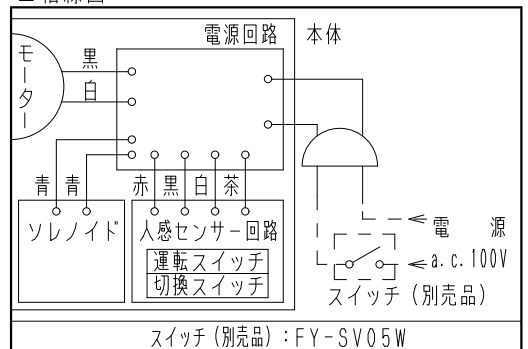 電源回路
本体
モーター
黒
白
青 青
赤 黒 白 茶
ソレノイド
人感センサー回路
運転スイッチ
切換スイッチ
電 源
a.c.100V
スイッチ(別売品)
スイッチ(別売品):FY-SV05W